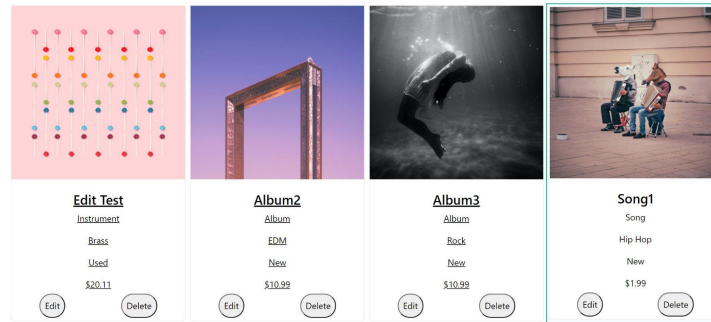 Edit Test
Instrument
Brass
Used
$20.11
Edit
Delete
Album2
Album
EDM
New
$10.99
Edit
Delete
Album3
Album
Rock
New
$10.99
Edit
Delete
Song1
Song
Hip Hop
New
$1.99
Edit
Delete